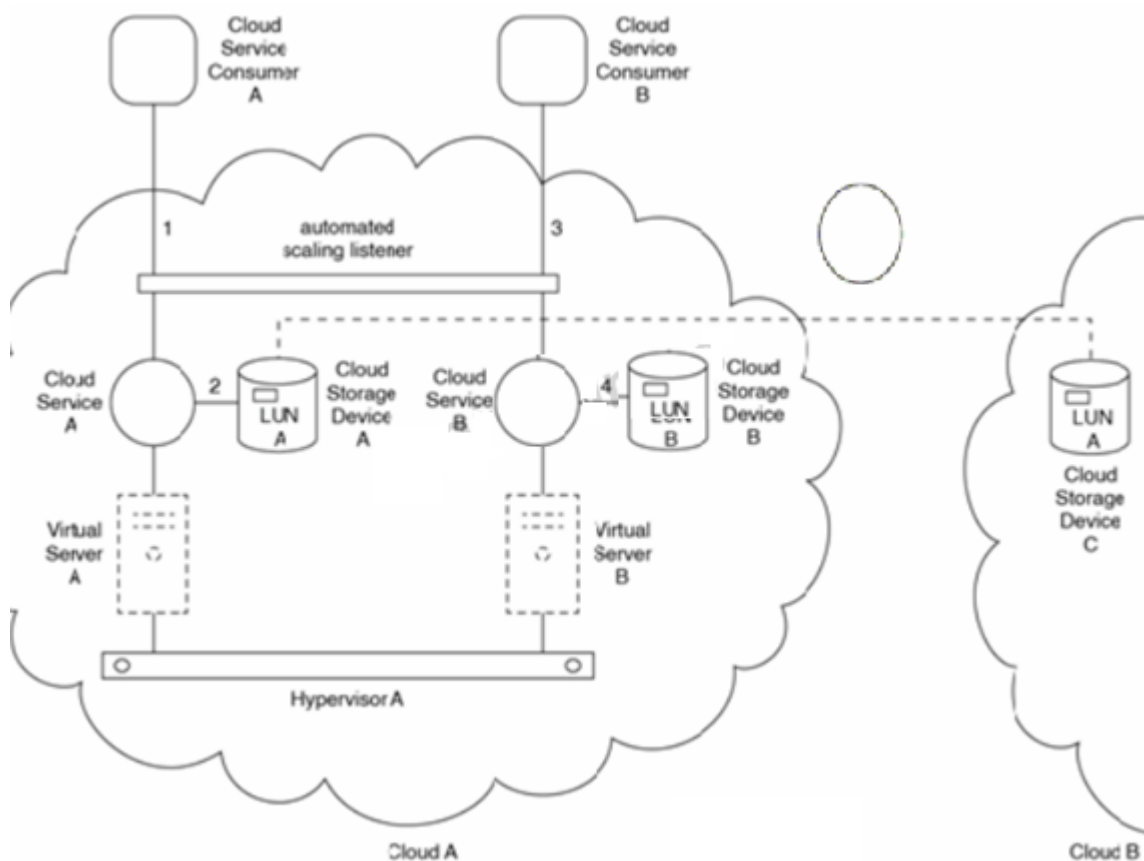 Cloud
Service
Consumer
A
Cloud
Service
Consumer
B
1
automated
scaling listener
3
Cloud
Service
A
2
LUN
A
Cloud
Storage
Device
A
Cloud
Service
B
4
LUN
B
Cloud
Storage
Device
B
LUN
A
Cloud
Storage
Device
C
Virtual
Server
A
Virtual
Server
B
Hypervisor A
Cloud A
Cloud B